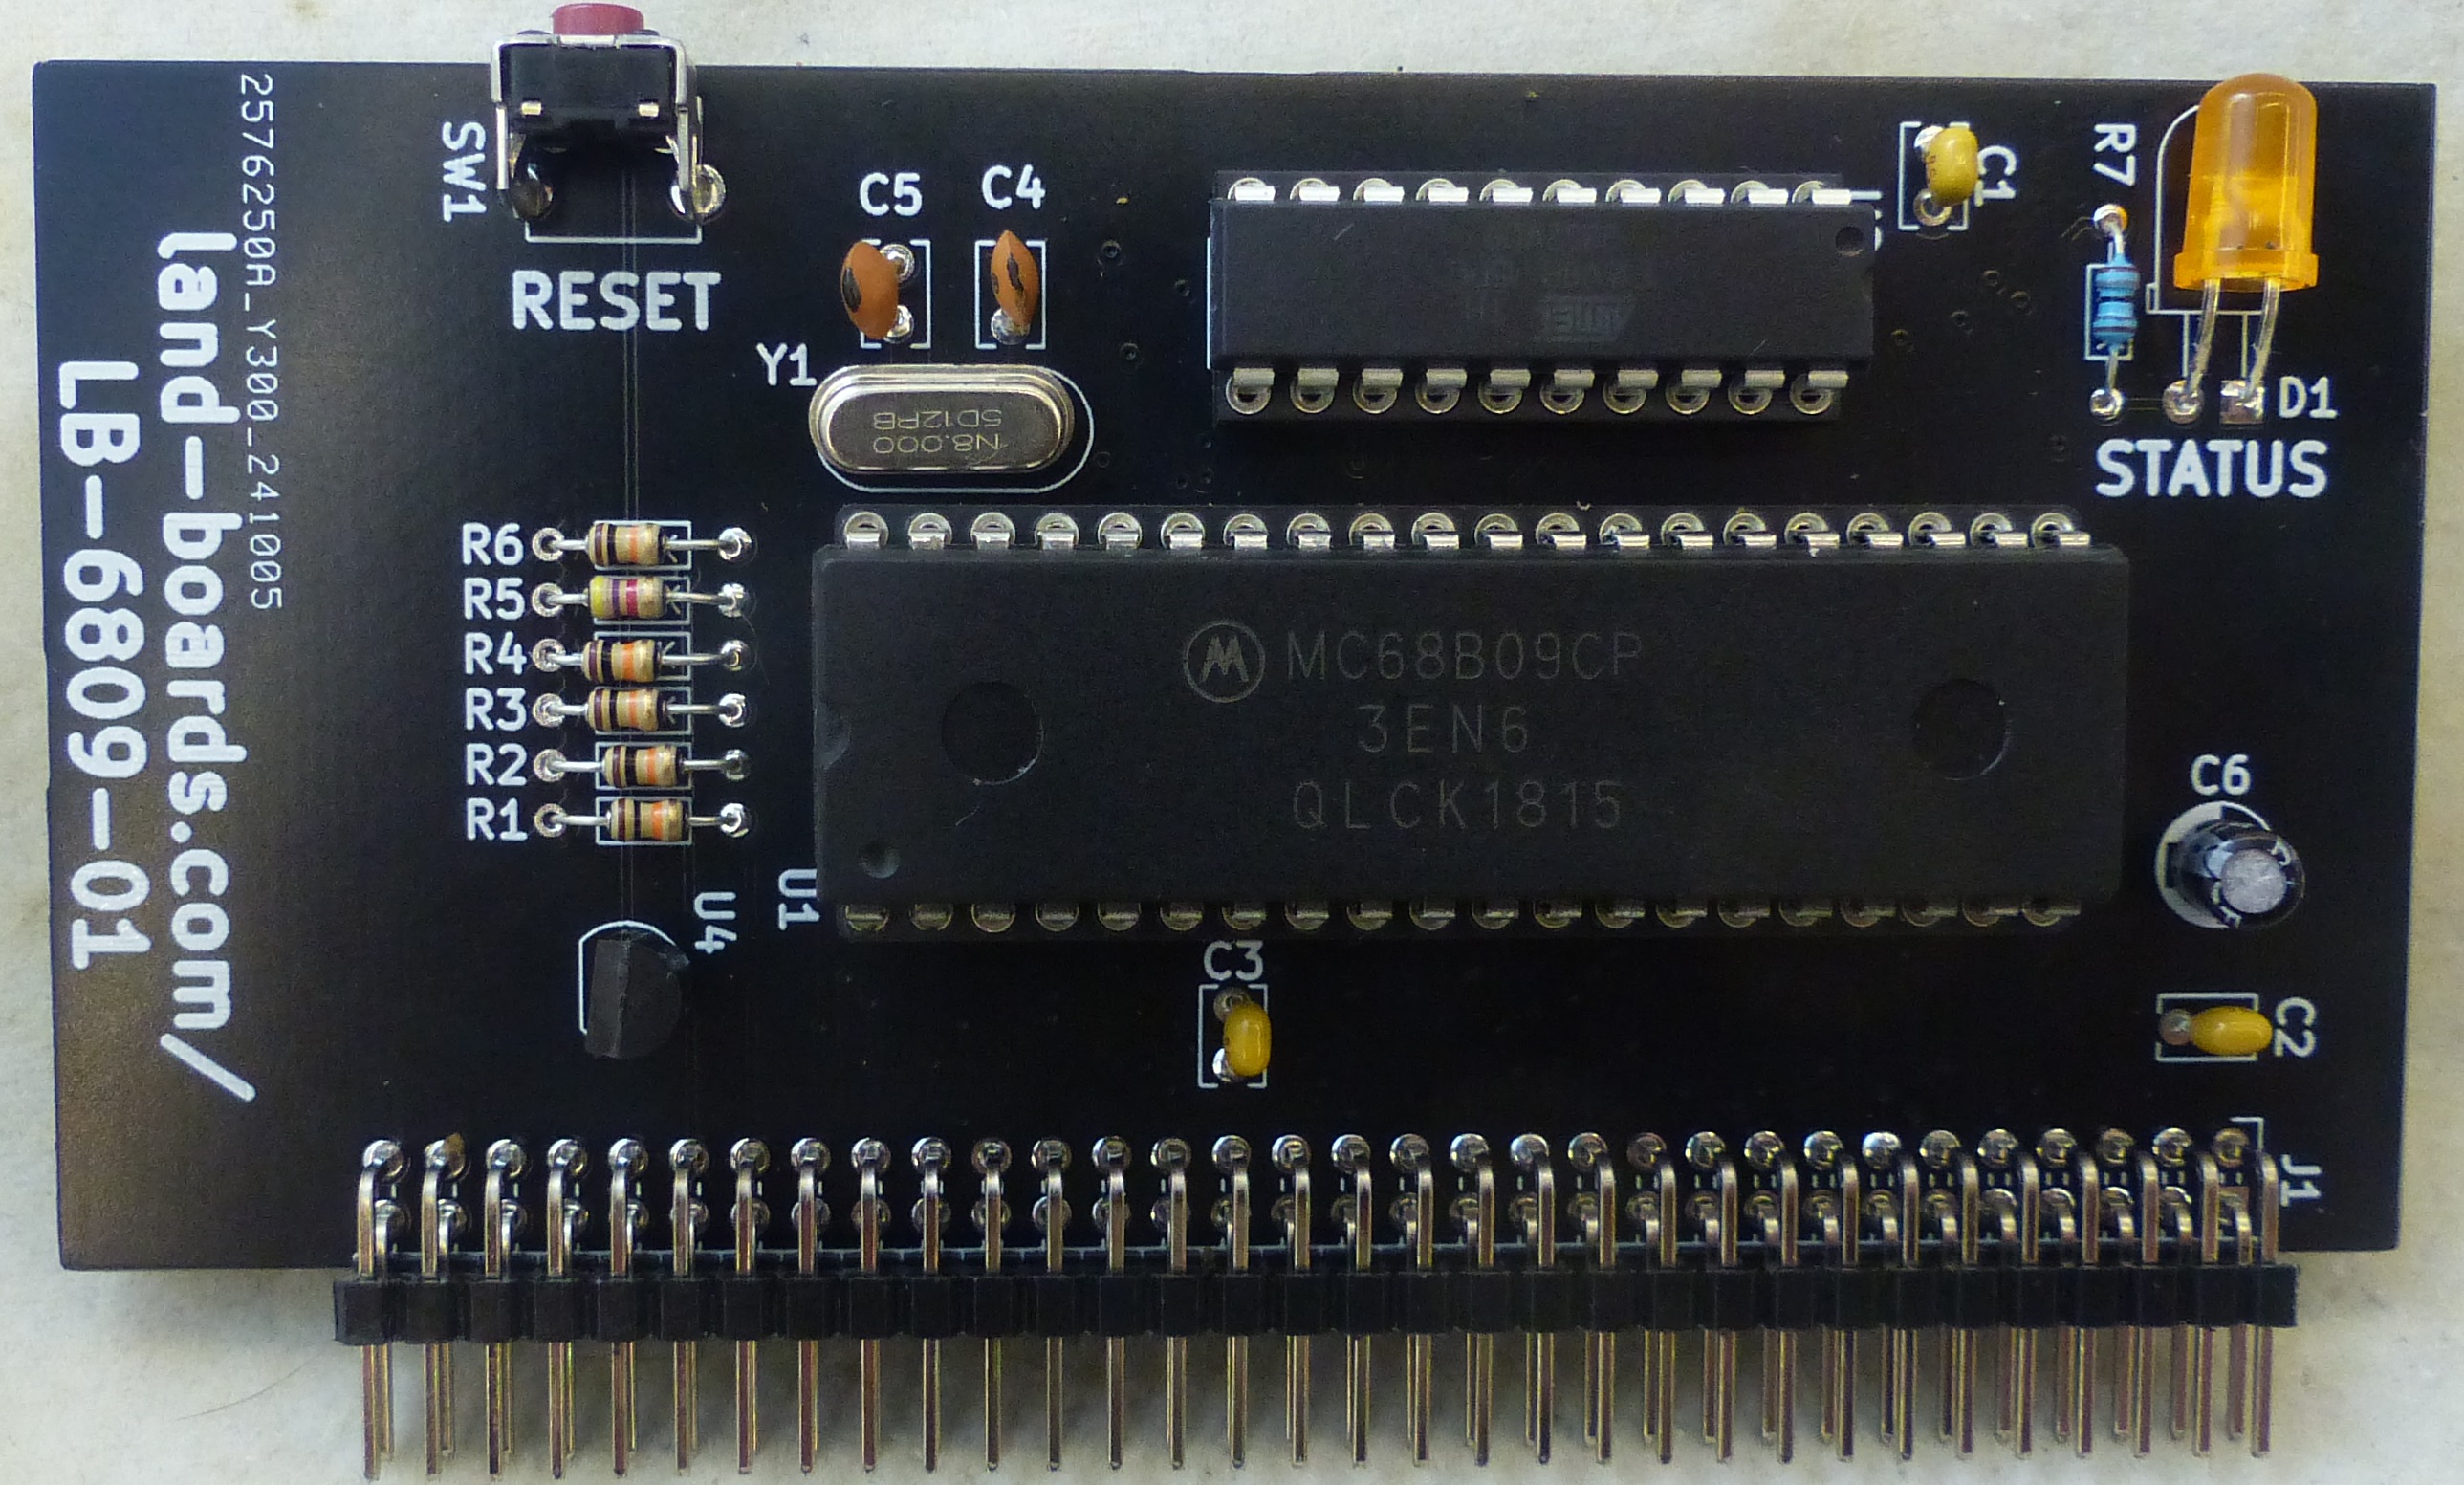 SW1
RESET
C5
C4
C1
R7
D1
STATUS
Y1
N8.000
5D12RB
2576250A_Y300_241005
land-boards.com/
LB-6809-01
R6
R5
R4
R3
R2
R1
U1
U4
MC68B09CP
3EN6
QLCK1815
C6
C3
C2
J1